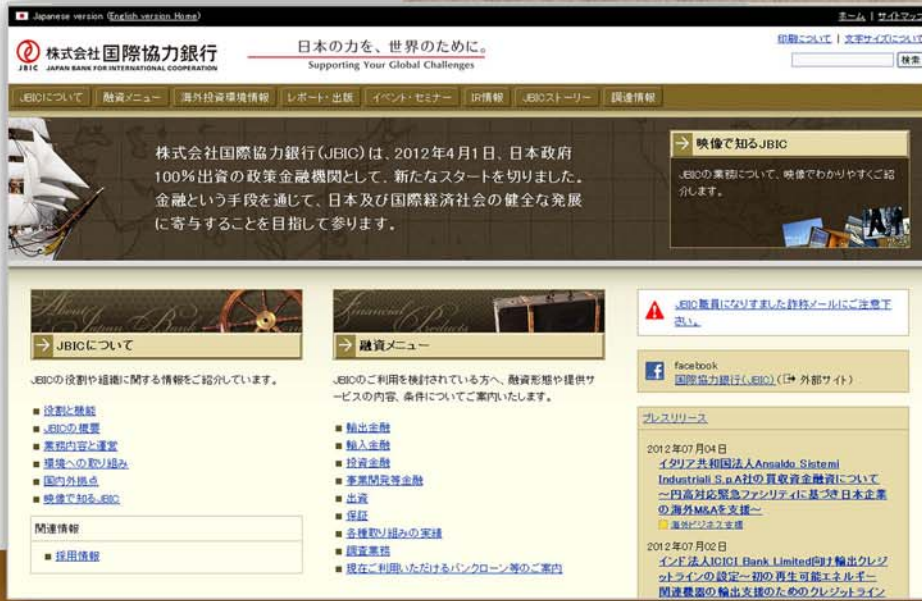 Japanese version (English version Home)
ホーム | サイトマップ
株式会社国際協力銀行
JBIC JAPAN BANK FOR INTERNATIONAL COOPERATION
日本の力を、世界のために。
Supporting Your Global Challenges
印刷について | 文字サイズについて
検索
JBICについて 融資メニュー 海外投資環境情報 レポート・出版 イベント・セミナー IR情報 JBICストーリー 調達情報
株式会社国際協力銀行(JBIC)は、2012年4月1日、日本政府
100%出資の政策金融機関として、新たなスタートを切りました。
金融という手段を通じて、日本及び国際経済社会の健全な発展
に寄与することを目指して参ります。
映像で知るJBIC
JBICの業務について、映像でわかりやすくご紹
介します。
About
Japan Bank
JBICについて
JBICの役割や組織に関する情報をご紹介しています。
役割と機能
JBICの概要
業務内容と運営
環境への取り組み
国内外拠点
映像で知るJBIC
関連情報
採用情報
Financial
Products
融資メニュー
JBICのご利用を検討されている方へ、融資形態や提供サ
ービスの内容、条件についてご案内いたします。
輸出金融
輸入金融
投資金融
事業開発等金融
出資
保証
各種取り組みの実績
調査業務
現在ご利用いただけるバンクローン等のご案内
JBIC職員になりすました詐称メールにご注意下
さい。
facebook
国際協力銀行(JBIC)(外部サイト)
プレスリリース
2012年07月04日
イタリア共和国法人Ansaldo Sistemi
Industriali S.p.A社の買収資金融資について
~円高対応緊急ファシリティに基づき日本企業
の海外M&Aを支援~
海外ビジネス支援
2012年07月02日
インド法人ICICI Bank Limited向け輸出クレジ
ットラインの設定~初の再生可能エネルギー
関連機器の輸出支援のためのクレジットライン